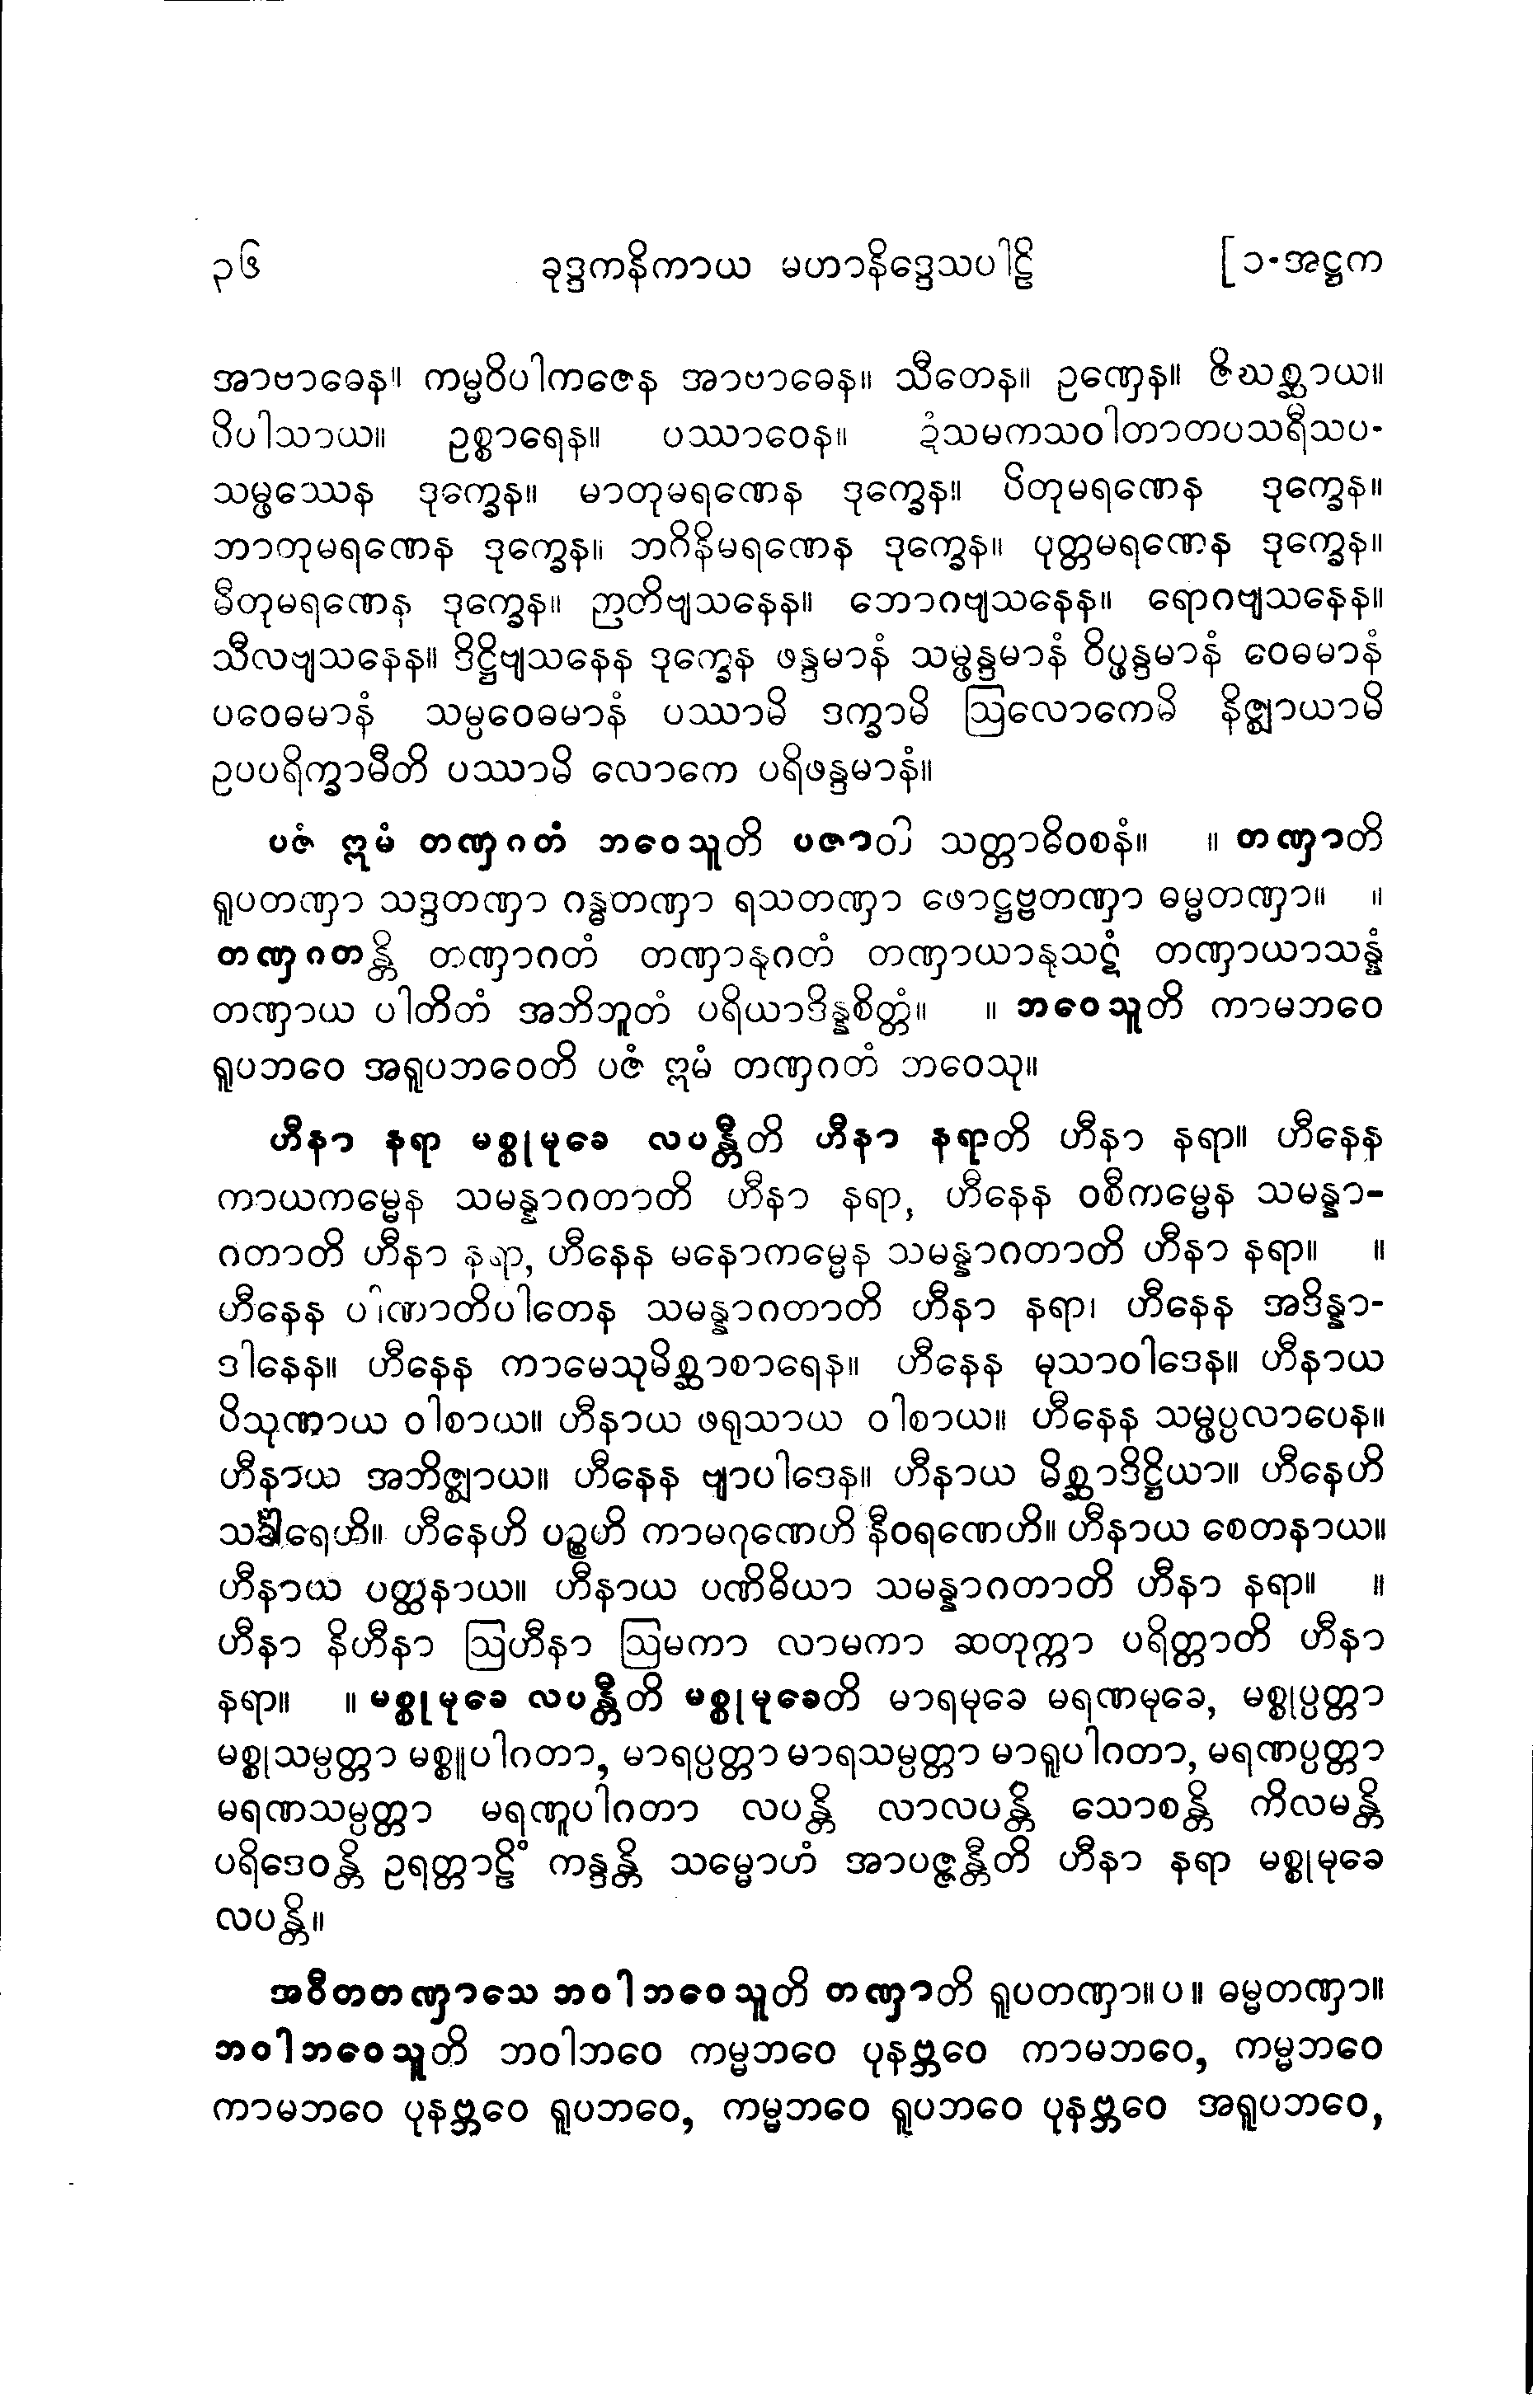 ၃၆ ခုဒ္ဒကနိကာယ မဟာနိဒ္ဒေသပါဠိ [ ၁-အဋ္ဌက
အာဗာဓေန။ ကမ္မဝိပါကဇေန အာဗာဓေန။ သီတေန။ ဥဏှေန။ ဇိဃစ္ဆာယ။
ပိပါသာယ။ ဥစ္စာရေန။ ပဿာဝေန။ ဍံသမကသဝါတာတပသရီသပ-
သမ္ဖဿေန ဒုက္ခေန။ မာတုမရဏေန ဒုက္ခေန။ ပိတုမရဏေန ဒုက္ခေန။
ဘာတုမရဏေန ဒုက္ခေန။ ဘဂိနိမရဏေန ဒုက္ခေန။ ပုတ္တမရဏေန ဒုက္ခေန။
ဓီတုမရဏေန ဒုက္ခေန။ ဉာတိဗျသနေန။ ဘောဂဗျသနေန။ ရောဂဗျသနေန။
သီလဗျသနေန။ ဒိဋ္ဌိဗျသနေန ဒုက္ခေန ဖန္ဒမာနံ သမ္ဖန္ဒမာနံ ဝိပ္ဖန္ဒမာနံ ဝေဓမာနံ
ပဝေဓမာနံ သမ္ပဝေဓမာနံ ပဿာမိ ဒက္ခာမိ ဩလောကေမိ နိဇ္ဈာယာမိ
ဥပပရိက္ခာမီတိ ပဿာမိ လောကေ ပရိဖန္ဒမာနံ။
ပဇံ ဣမံ တဏှဂတံ ဘဝေသူတိ ပဇာဝါ သတ္တာဓိဝစနံ။ ။ တဏှာတိ
ရူပတဏှာ သဒ္ဒတဏှာ ဂန္ဓတဏှာ ရသတဏှာ ဖောဋ္ဌဗ္ဗတဏှာ ဓမ္မတဏှာ။ ။
တဏှဂတန္တိ တဏှာဂတံ တဏှာနုဂတံ တဏှာယာနုသဋံ တဏှာယာသန္နံ
တဏှာယ ပါတိတံ အဘိဘူတံ ပရိယာဒိန္နစိတ္တံ။ ။ ဘဝေသူတိ ကာမဘဝေ
ရူပဘဝေ အရူပဘဝေတိ ပဇံ ဣမံ တဏှဂတံ ဘဝေသု။
ဟီနာ နရာ မစ္စုမုခေ လပန္တီတိ ဟီနာ နရာတိ ဟီနာ နရာ။ ဟီနေန
ကာယကမ္မေန သမန္နာဂတာတိ ဟီနာ နရာ, ဟီနေန ဝစီကမ္မေန သမန္နာ-
ဂတာတိ ဟီနာ နရာ, ဟီနေန မနောကမ္မေန သမန္နာဂတာတိ ဟီနာ နရာ။ ။
ဟီနေန ပါဏာတိပါတေန သမန္နာဂတာတိ ဟီနာ နရာ၊ ဟီနေန အဒိန္နာ-
ဒါနေန။ ဟီနေန ကာမေသုမိစ္ဆာစာရေန။ ဟီနေန မုသာဝါဒေန။ ဟီနာယ
ပိသုဏာယ ဝါစာယ။ ဟီနာယ ဖရုသာယ ဝါစာယ။ ဟီနေန သမ္ဖပ္ပလာပေန။
ဟီနာယ အဘိဇ္ဈာယ။ ဟီနေန ဗျာပါဒေန။ ဟီနာယ မိစ္ဆာဒိဋ္ဌိယာ။ ဟီနေဟိ
သင်္ခါရေဟိ။ ဟီနေဟိ ပဉ္စဟိ ကာမဂုဏေဟိ နီဝရဏေဟိ။ ဟီနာယ စေတနာယ။
ဟီနာယ ပတ္ထနာယ။ ဟီနာယ ပဏိဓိယာ သမန္နာဂတာတိ ဟီနာ နရာ။ ။
ဟီနာ နိဟီနာ ဩဟီနာ ဩမကာ လာမကာ ဆတုက္ကာ ပရိတ္တာတိ ဟီနာ
နရာ။ ။ မစ္စုမုခေ လပန္တီတိ မစ္စုမုခေတိ မာရမုခေ မရဏမုခေ, မစ္စုပ္ပတ္တာ
မစ္စုသမ္ပတ္တာ မစ္စူပါဂတာ, မာရပ္ပတ္တာ မာရသမ္ပတ္တာ မာရူပါဂတာ, မရဏပ္ပတ္တာ
မရဏသမ္ပတ္တာ မရဏူပါဂတာ လပန္တိ လာလပန္တိ သောစန္တိ ကိလမန္တိ
ပရိဒေဝန္တိ ဥရတ္တာဠိံ ကန္ဒန္တိ သမ္မောဟံ အာပဇ္ဇန္တီတိ ဟီနာ နရာ မစ္စုမုခေ
လပန္တိ။
အဝီတတဏှာသေ ဘဝါဘဝေသူတိ တဏှာတိ ရူပတဏှာ။ပ။ ဓမ္မတဏှာ။
ဘဝါဘဝေသူတိ ဘဝါဘဝေ ကမ္မဘဝေ ပုနဗ္ဘဝေ ကာမဘဝေ, ကမ္မဘဝေ
ကာမဘဝေ ပုနဗ္ဘဝေ ရူပဘဝေ, ကမ္မဘဝေ ရူပဘဝေ ပုနဗ္ဘဝေ အရူပဘဝေ,